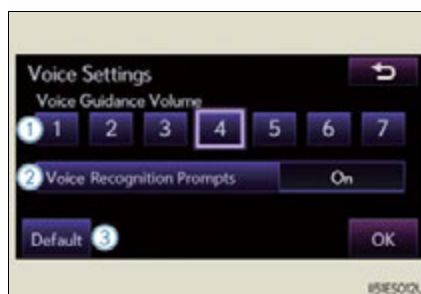 Voice Settings
Voice Guidance Volume
1 1 2 3 4 5 6 7
2 Voice Recognition Prompts On
Default 3 OK